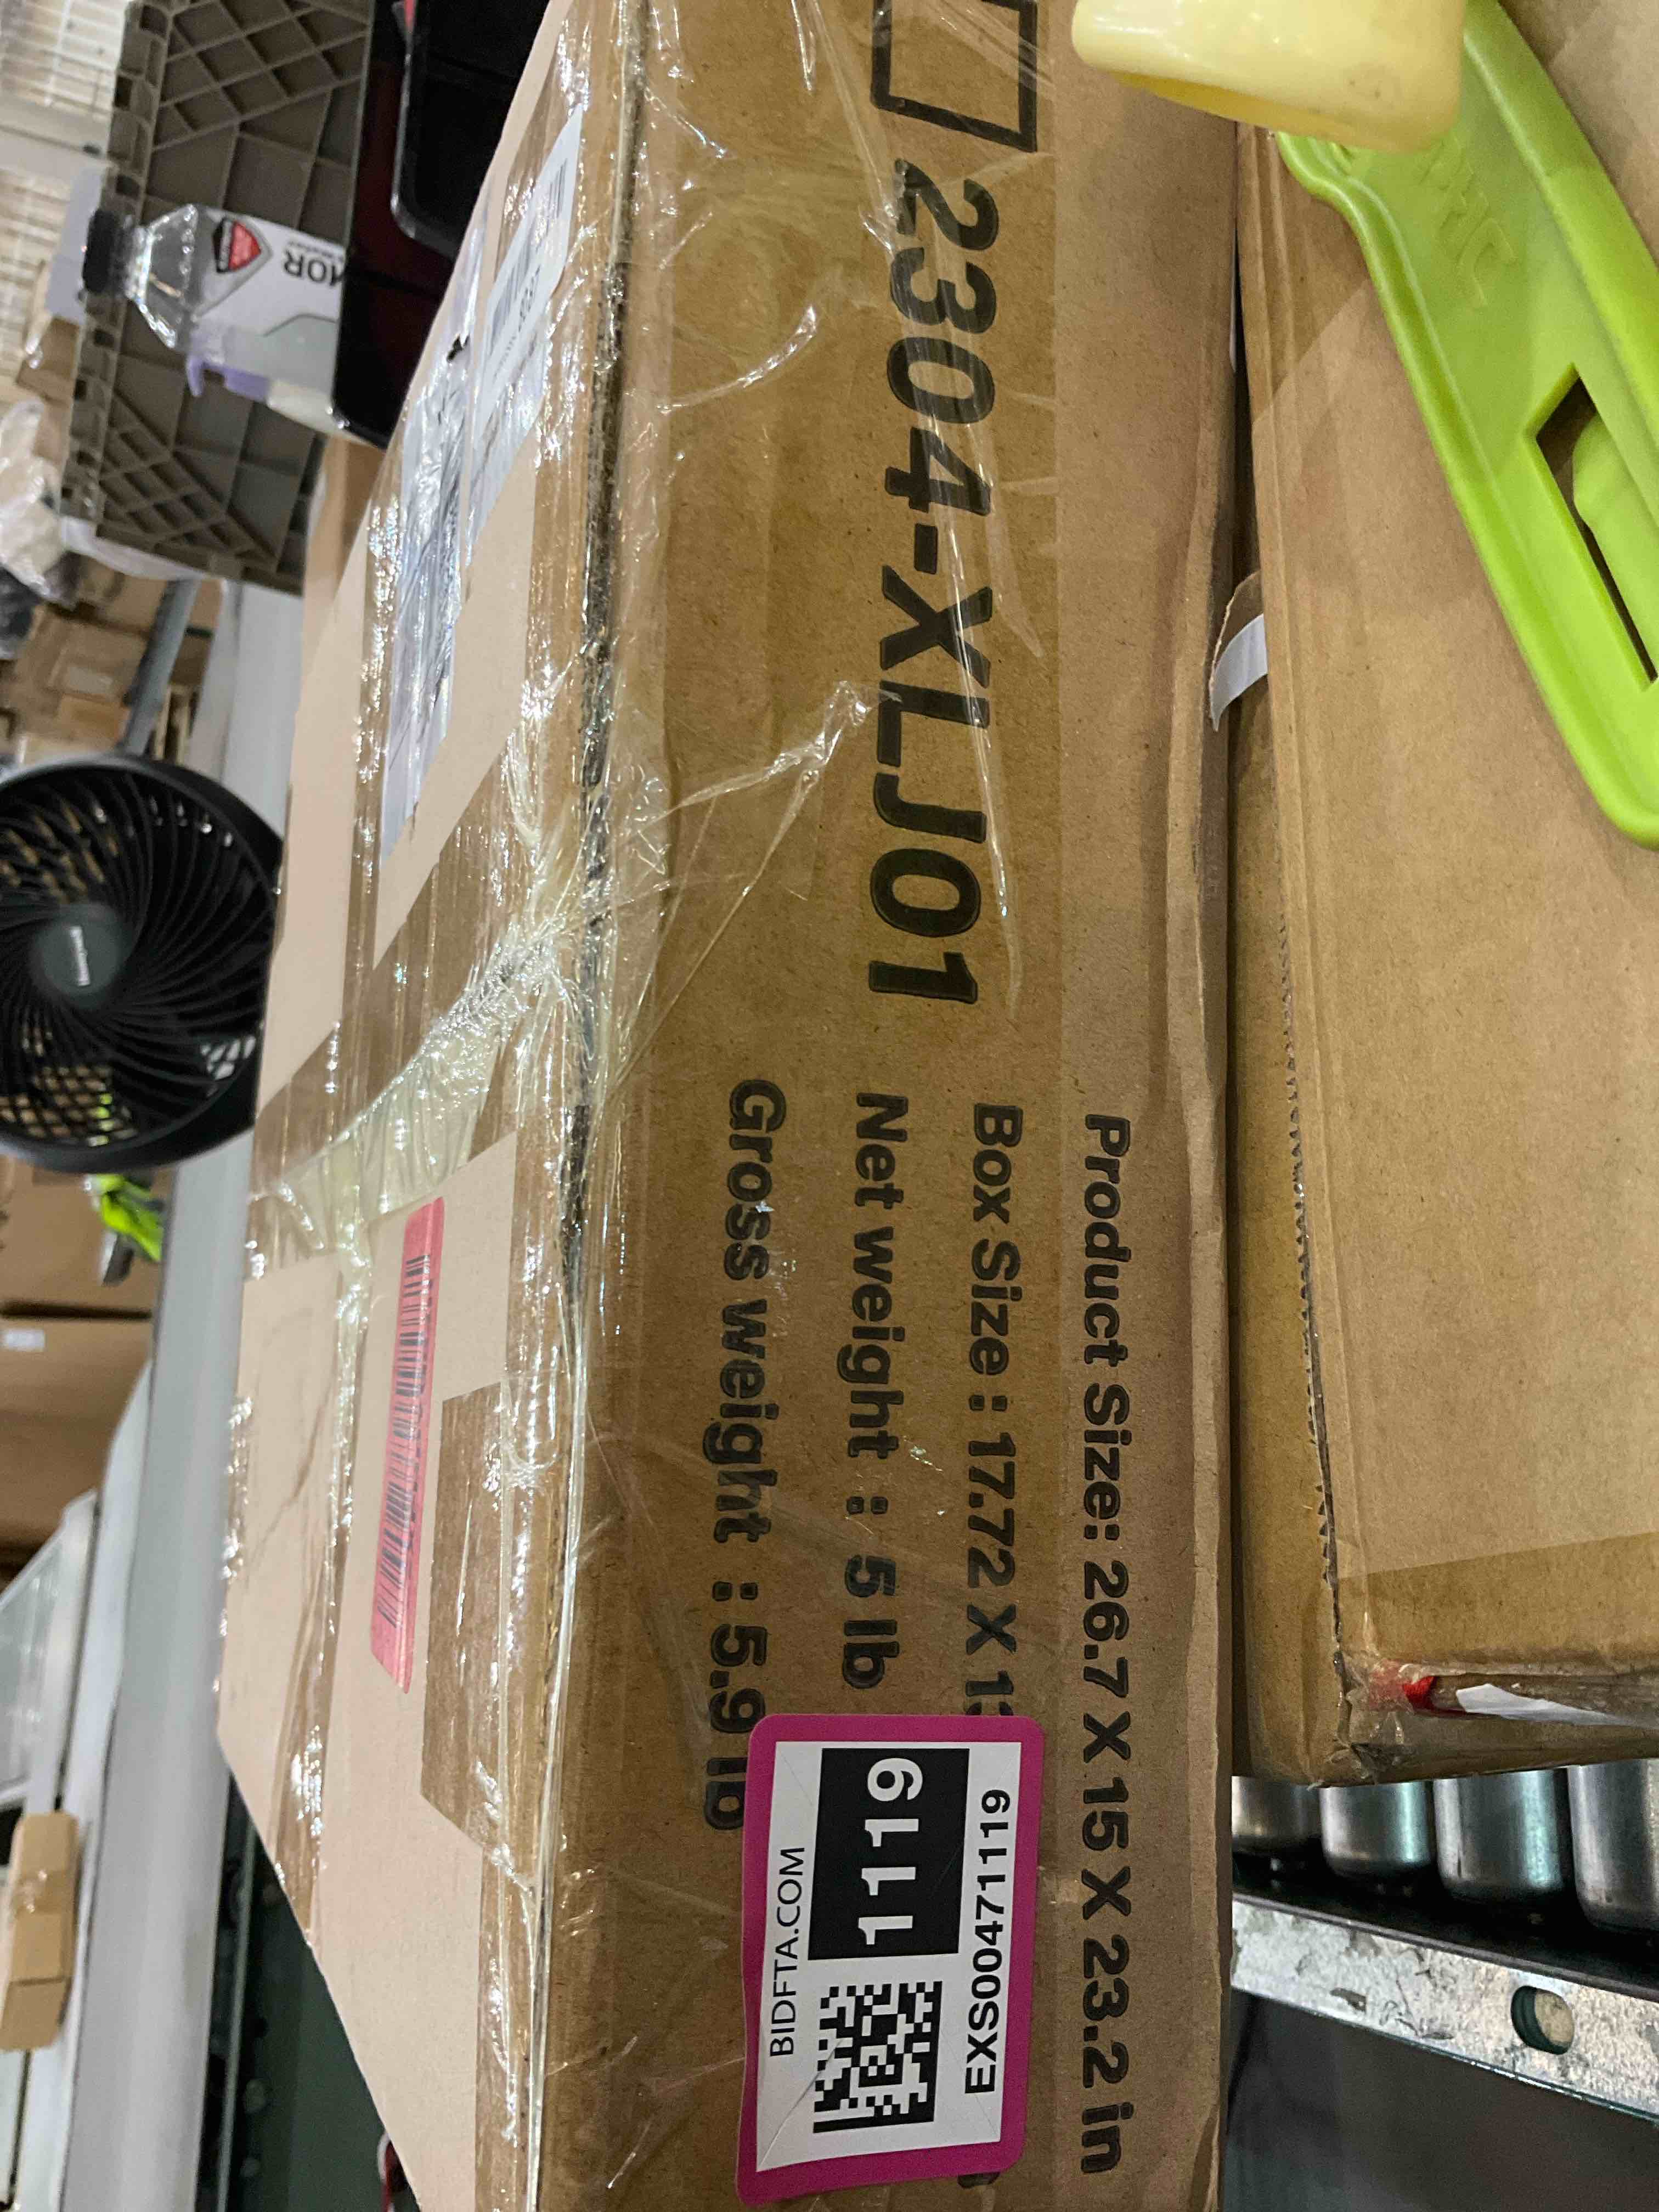 2304-XLJ01
Product Size: 26.7 X 15 X 23.2 in
Box Size: 17.72 X
Net weight : 5 lb
Gross weight : 5.9 lb
BIDFTA.COM
1119
EXS00471119